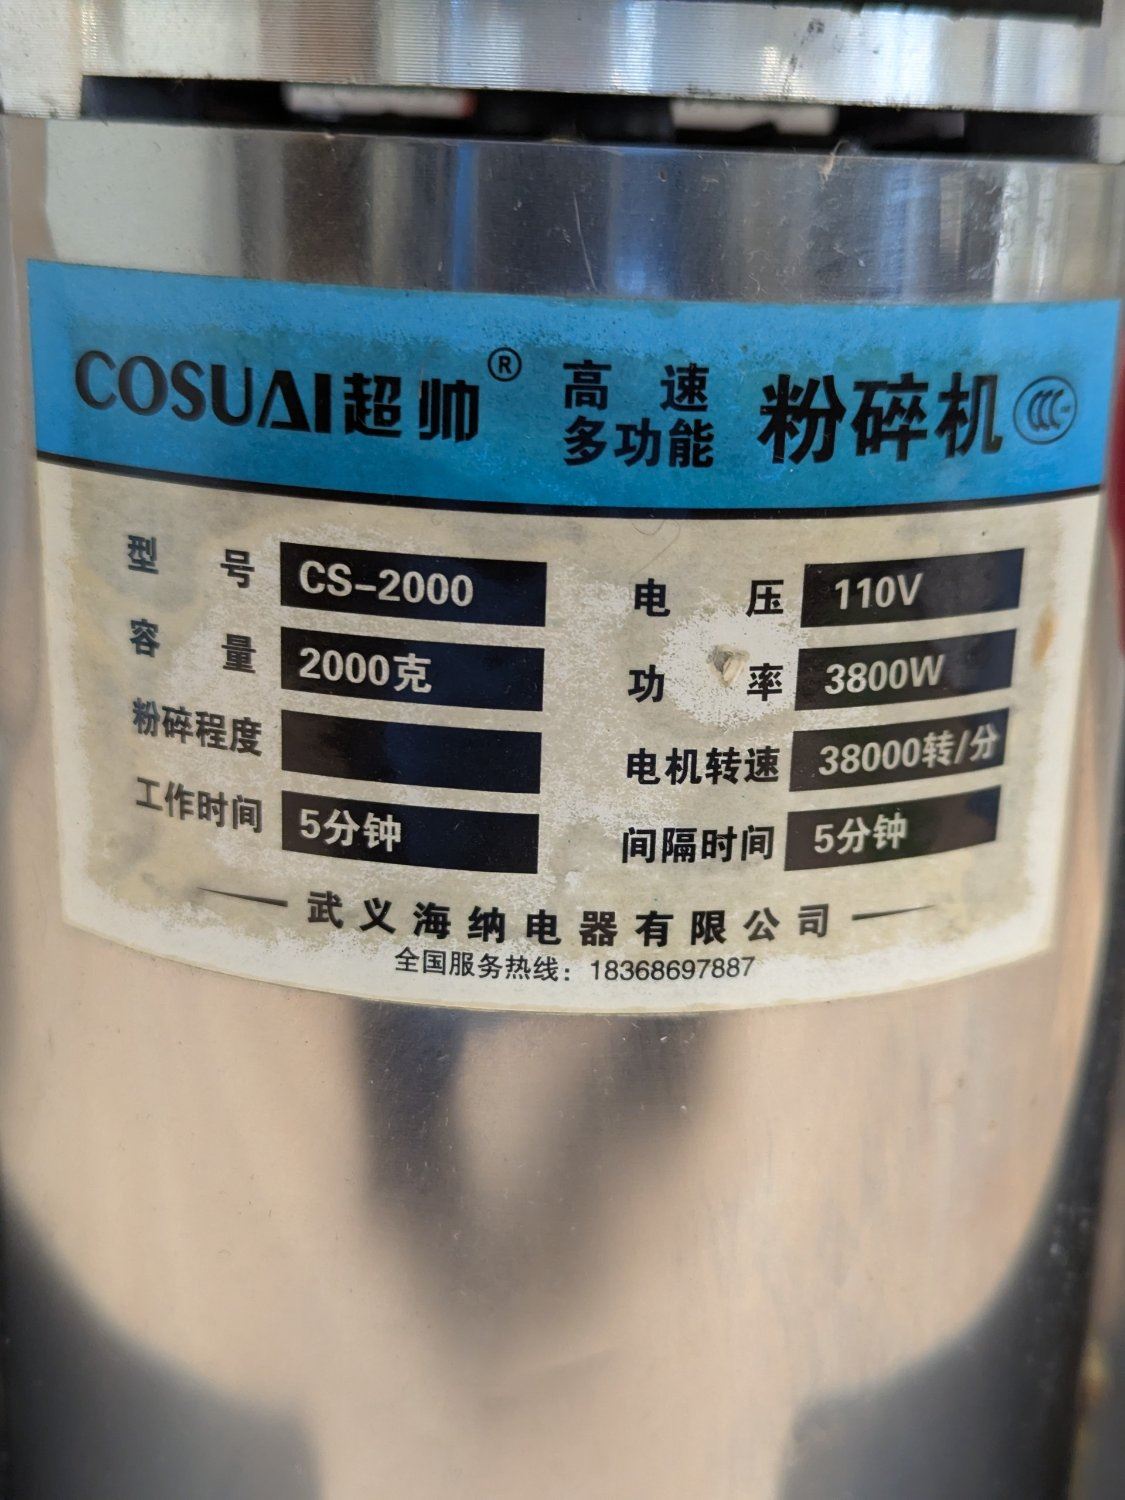 COSUAI超帅® 高速多功能 粉碎机 CCC
型号 CS-2000 电压 110V
容量 2000克 功率 3800W
粉碎程度 电机转速 38000转/分
工作时间 5分钟 间隔时间 5分钟
武义海纳电器有限公司
全国服务热线：18368697887